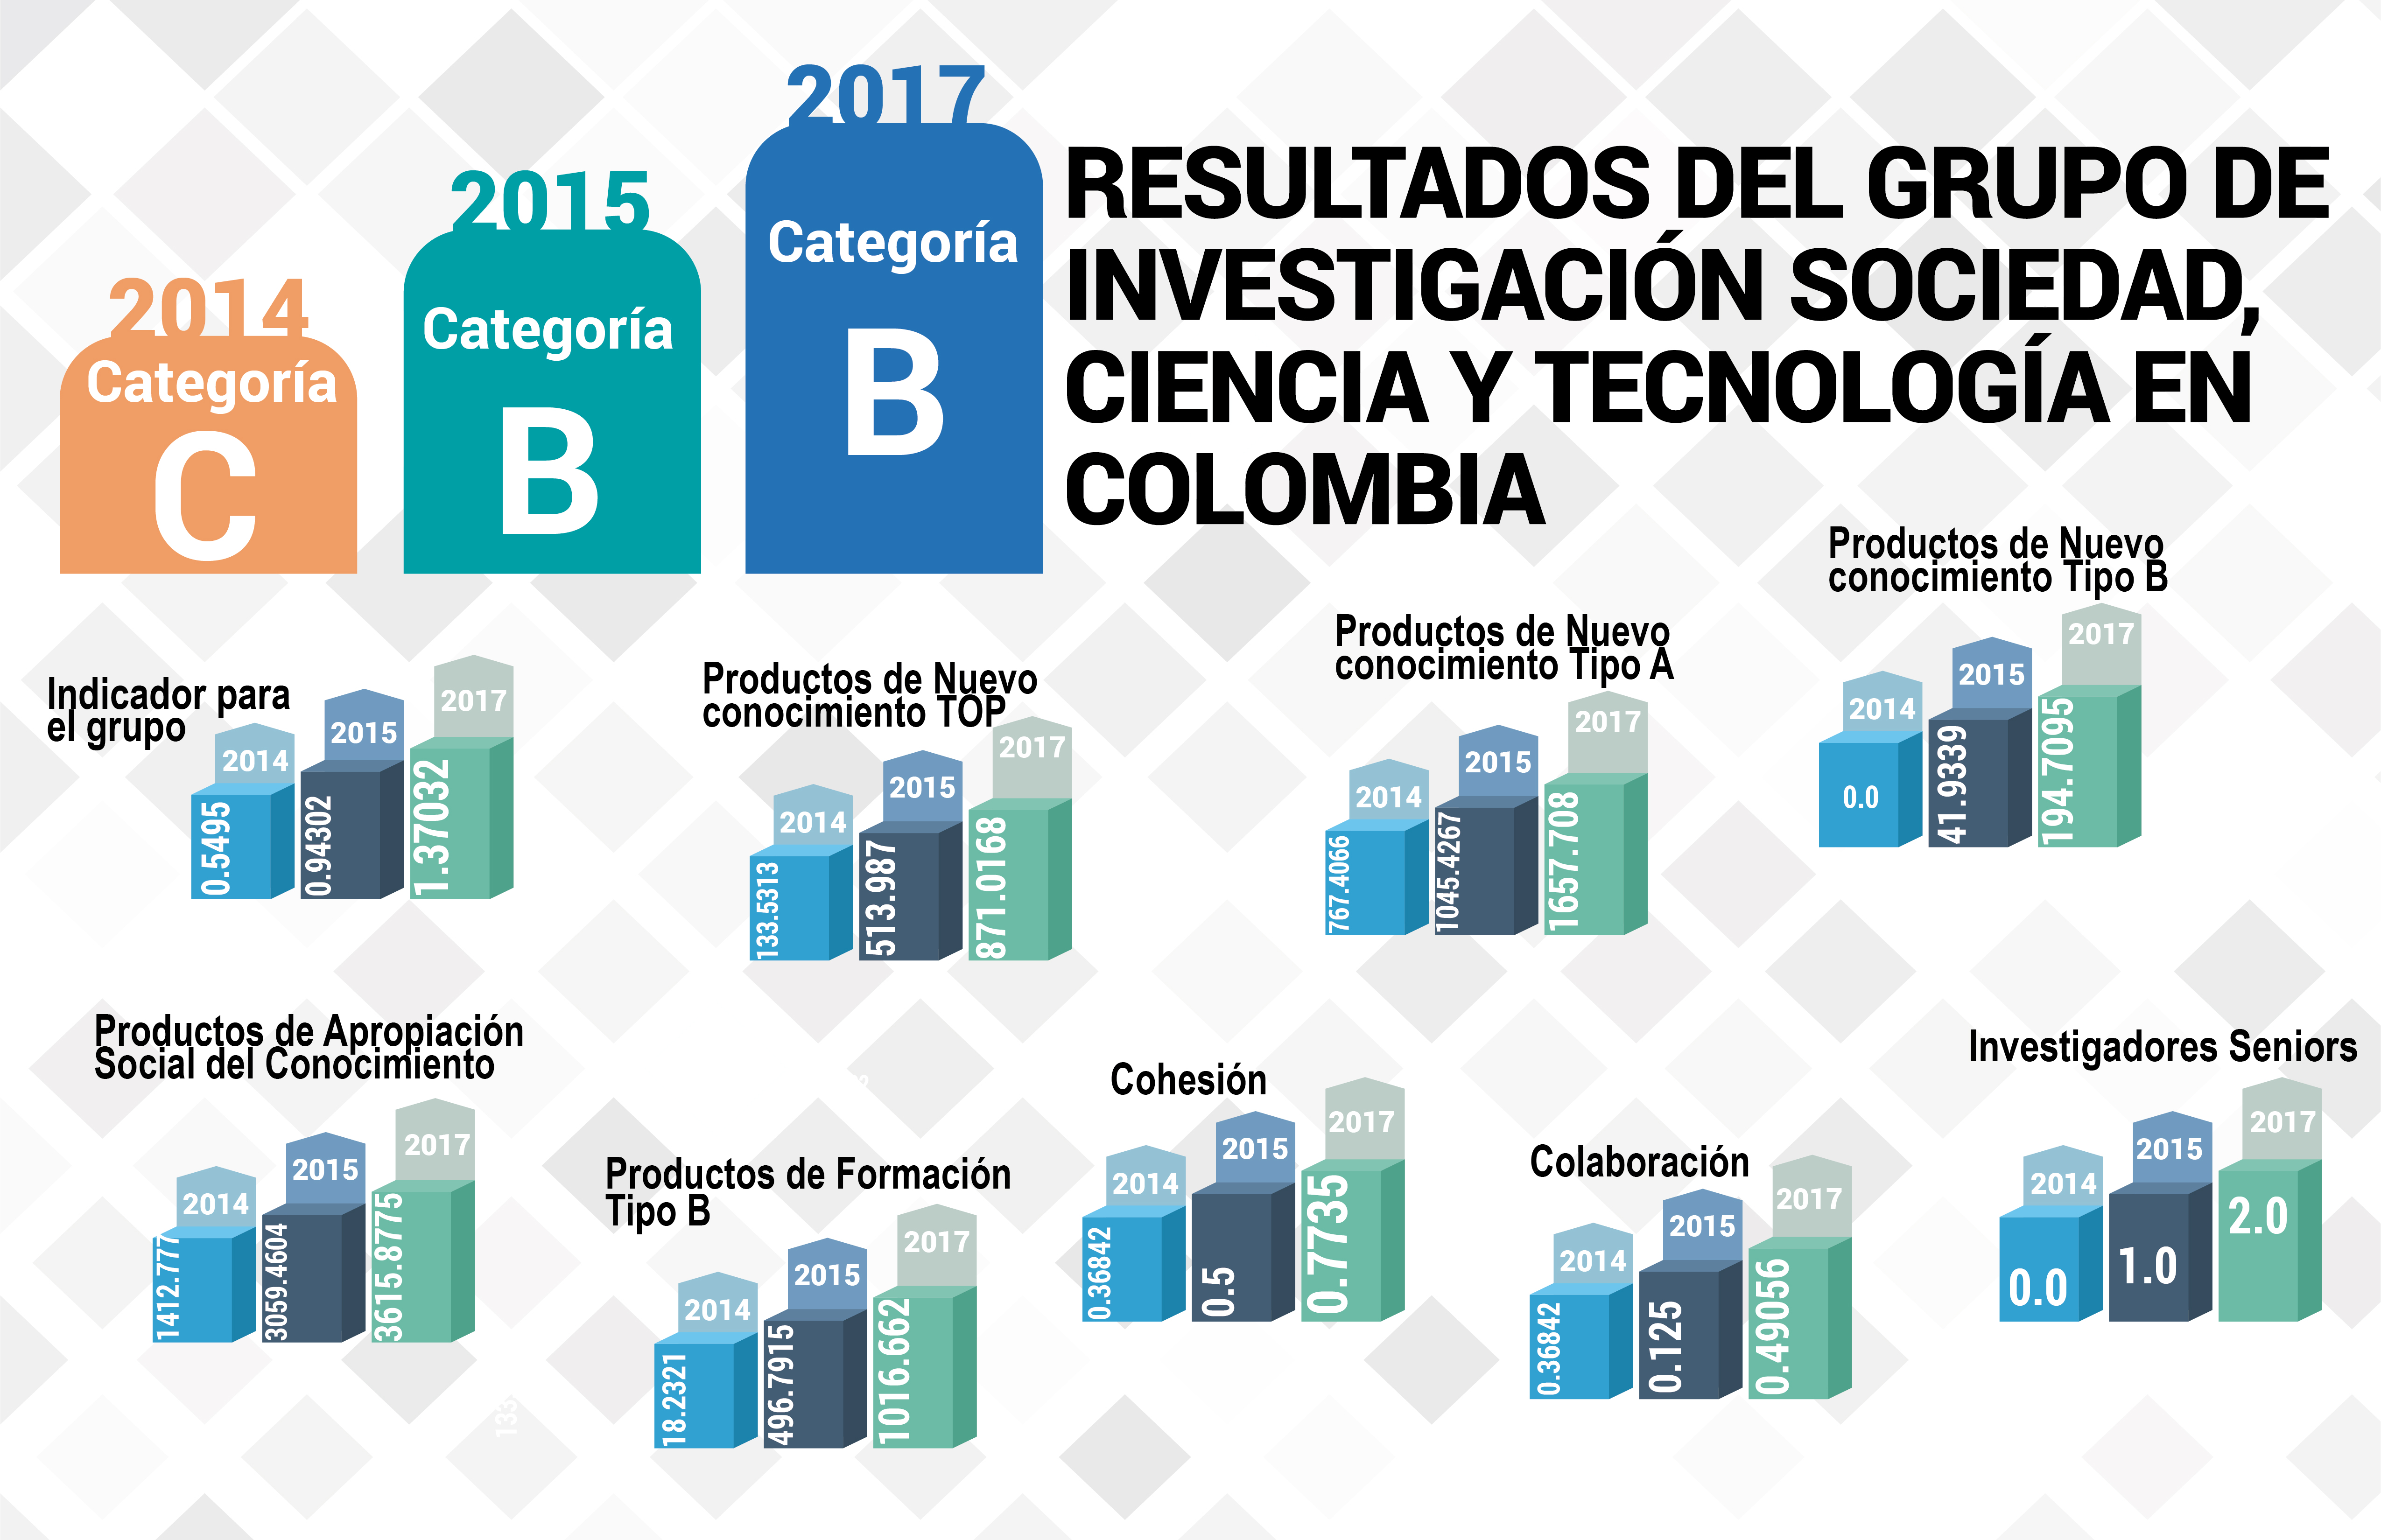 2014
Categoría
C
2015
Categoría
B
2017
Categoría
B
RESULTADOS DEL GRUPO DE
INVESTIGACIÓN SOCIEDAD,
CIENCIA Y TECNOLOGÍA EN
COLOMBIA
Indicador para
el grupo
2014
0.5495
2015
0.94302
2017
1.37032
Productos de Nuevo
conocimiento TOP
2014
133.5313
2015
513.987
2017
871.0168
Productos de Nuevo
conocimiento Tipo A
2014
767.4066
2015
1045.4267
2017
1657.708
Productos de Nuevo
conocimiento Tipo B
2014
0.0
2015
41.9339
2017
194.7095
Productos de Apropiación
Social del Conocimiento
2014
1412.777
2015
3059.4604
2017
3615.8775
Productos de Formación
Tipo B
2014
18.2321
2015
496.7915
2017
1016.662
Cohesión
2014
0.36842
2015
0.5
2017
0.7735
Colaboración
2014
0.36842
2015
0.125
2017
0.49056
Investigadores Seniors
2014
0.0
2015
1.0
2017
2.0